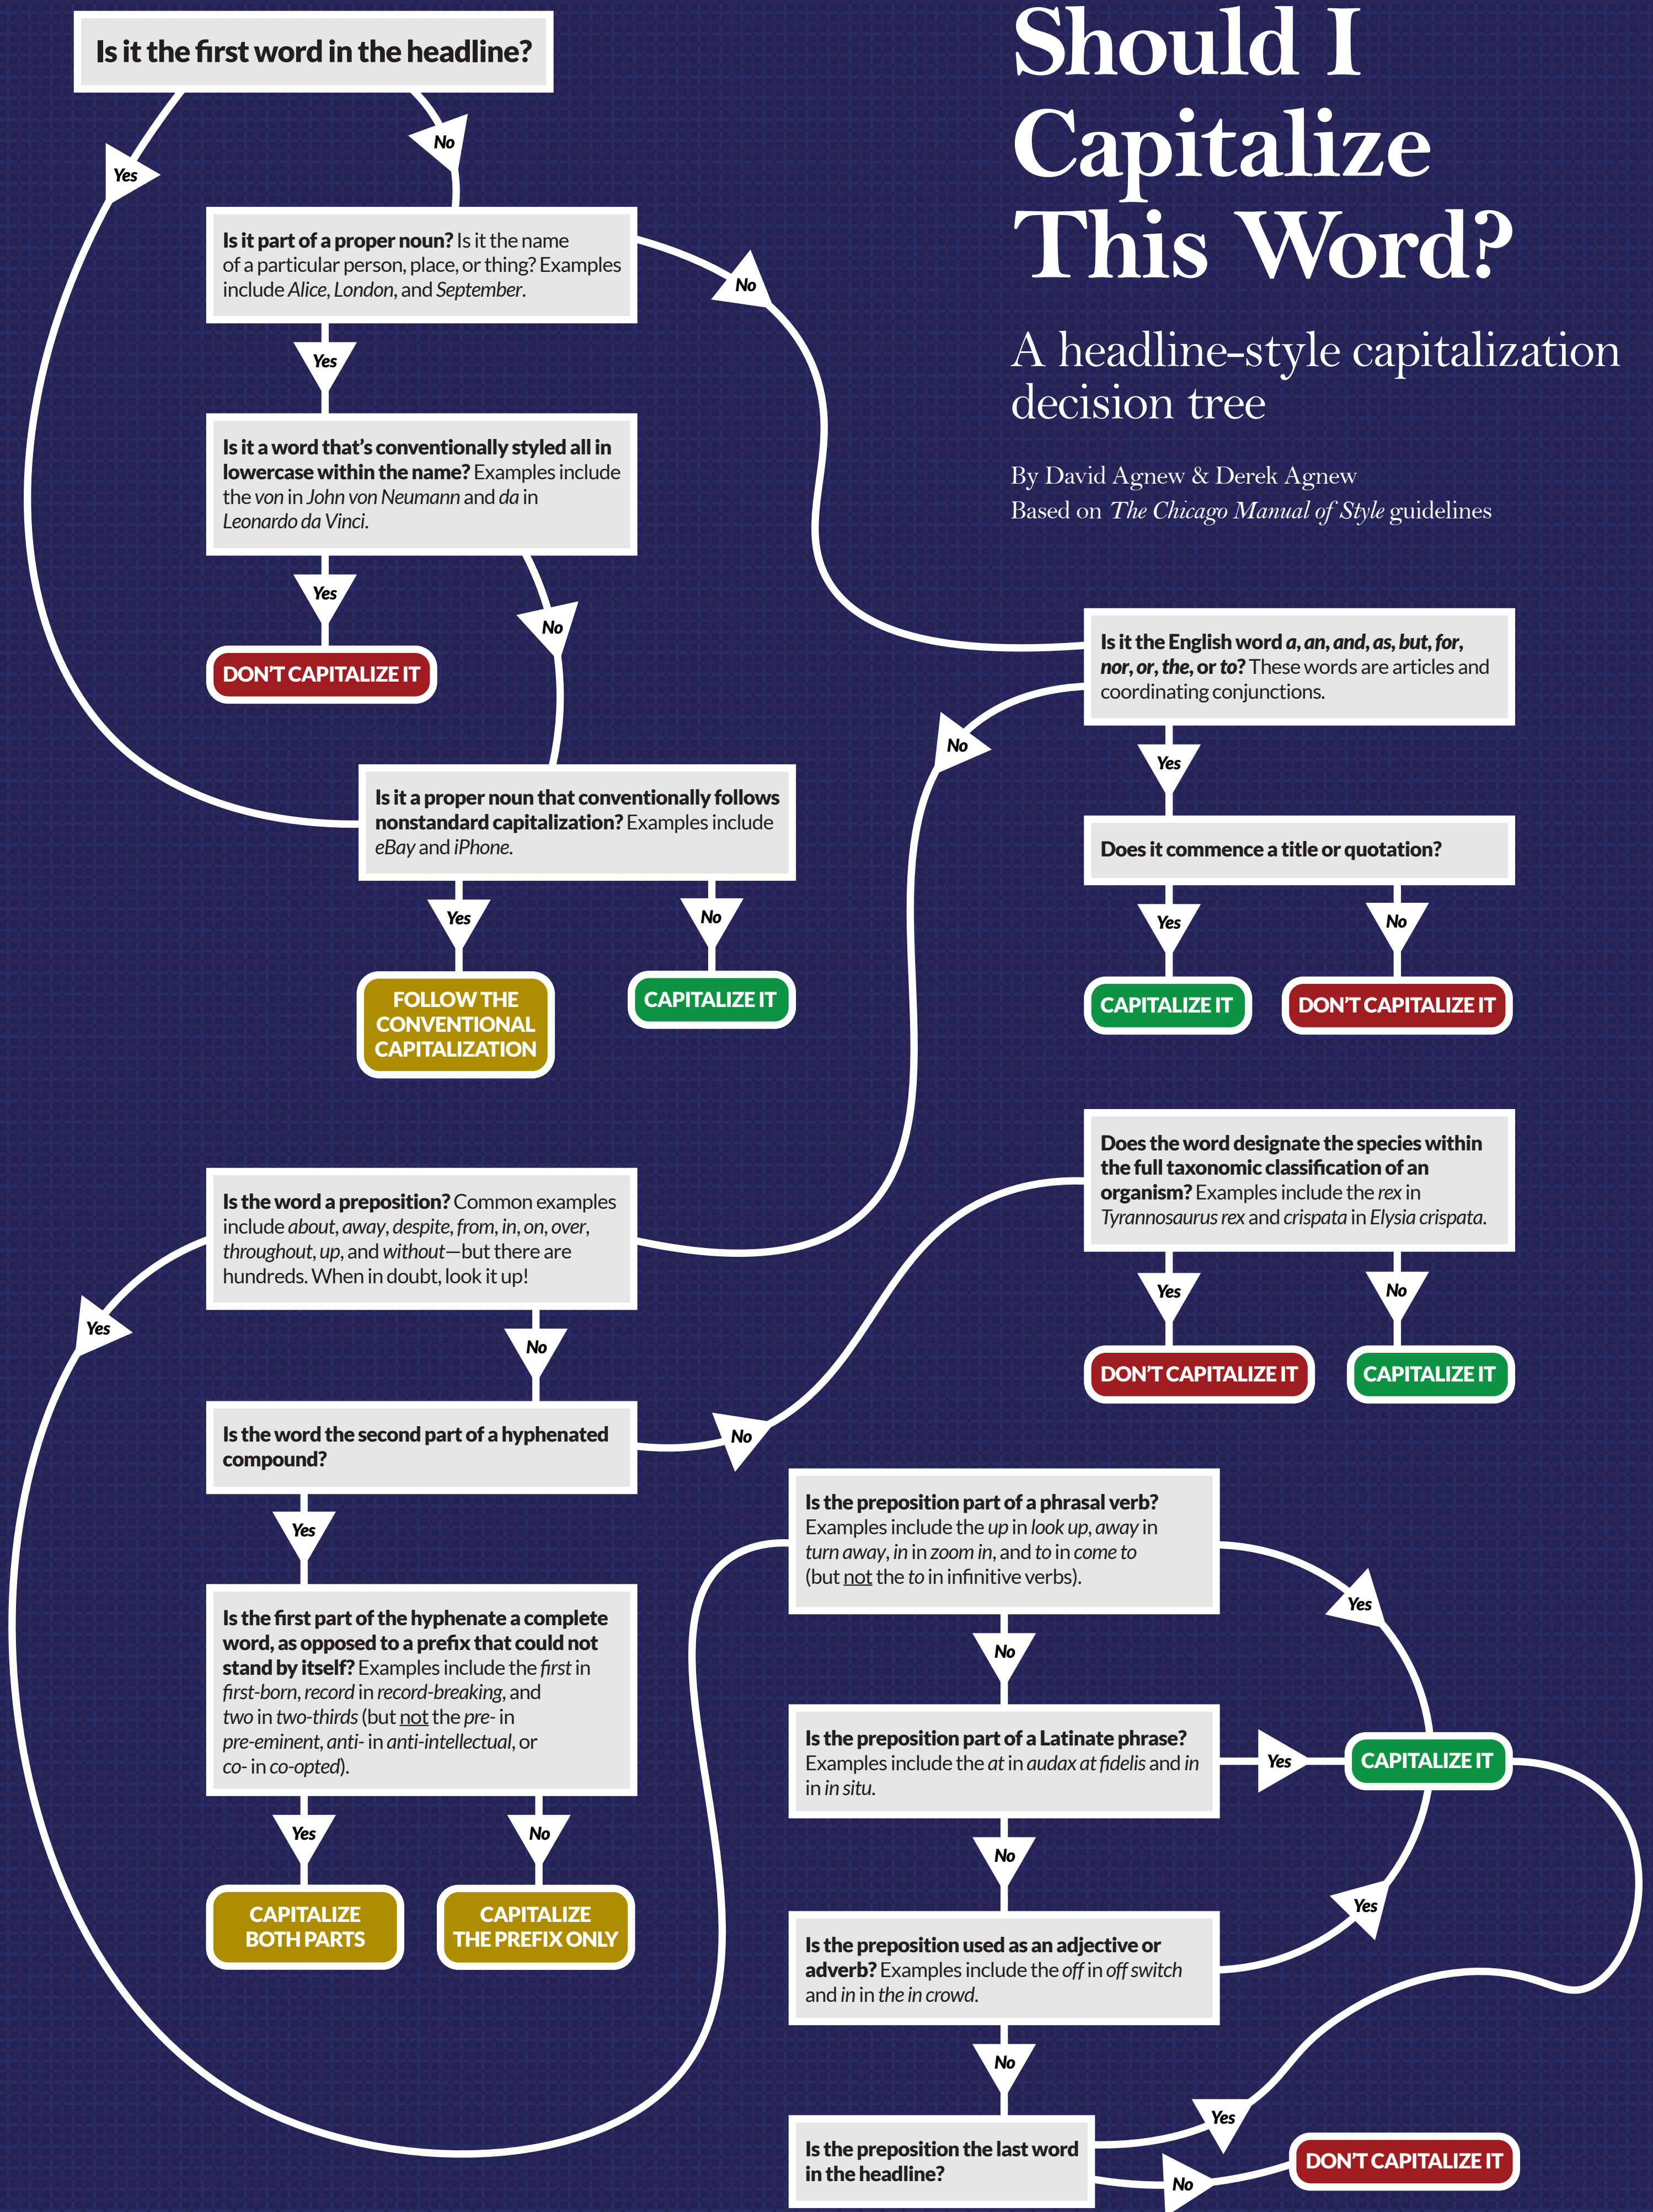 Should I
Capitalize
This Word?
A headline-style capitalization
decision tree
By David Agnew & Derek Agnew
Based on The Chicago Manual of Style guidelines
Is it the first word in the headline?
Yes
No
Is it part of a proper noun? Is it the name
of a particular person, place, or thing? Examples
include Alice, London, and September.
No
Yes
Is it a word that's conventionally styled all in
lowercase within the name? Examples include
the von in John von Neumann and da in
Leonardo da Vinci.
Yes
No
DON'T CAPITALIZE IT
Is it a proper noun that conventionally follows
nonstandard capitalization? Examples include
eBay and iPhone.
Yes
No
FOLLOW THE
CONVENTIONAL
CAPITALIZATION
CAPITALIZE IT
Is it the English word a, an, and, as, but, for,
nor, or, the, or to? These words are articles and
coordinating conjunctions.
No
Yes
Does it commence a title or quotation?
Yes
No
CAPITALIZE IT
DON'T CAPITALIZE IT
Is the word a preposition? Common examples
include about, away, despite, from, in, on, over,
throughout, up, and without—but there are
hundreds. When in doubt, look it up!
Yes
No
Is the word the second part of a hyphenated
compound?
No
Yes
Does the word designate the species within
the full taxonomic classification of an
organism? Examples include the rex in
Tyrannosaurus rex and crispata in Elysia crispata.
Yes
No
DON'T CAPITALIZE IT
CAPITALIZE IT
Is the first part of the hyphenate a complete
word, as opposed to a prefix that could not
stand by itself? Examples include the first in
first-born, record in record-breaking, and
two in two-thirds (but not the pre- in
pre-eminent, anti- in anti-intellectual, or
co- in co-opted).
Yes
No
CAPITALIZE
BOTH PARTS
CAPITALIZE
THE PREFIX ONLY
Is the preposition part of a phrasal verb?
Examples include the up in look up, away in
turn away, in in zoom in, and to in come to
(but not the to in infinitive verbs).
Yes
No
Is the preposition part of a Latinate phrase?
Examples include the at in audax at fidelis and in
in in situ.
Yes
CAPITALIZE IT
No
Is the preposition used as an adjective or
adverb? Examples include the off in off switch
and in in the in crowd.
Yes
No
Is the preposition the last word
in the headline?
Yes
No
DON'T CAPITALIZE IT